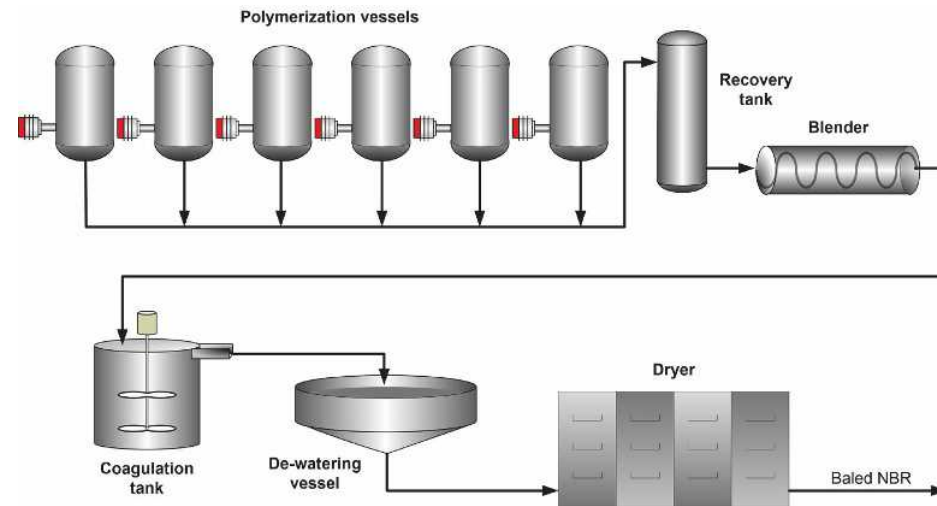 Polymerization vessels
Recovery
tank
Blender
Coagulation
tank
De-watering
vessel
Dryer
Baled NBR